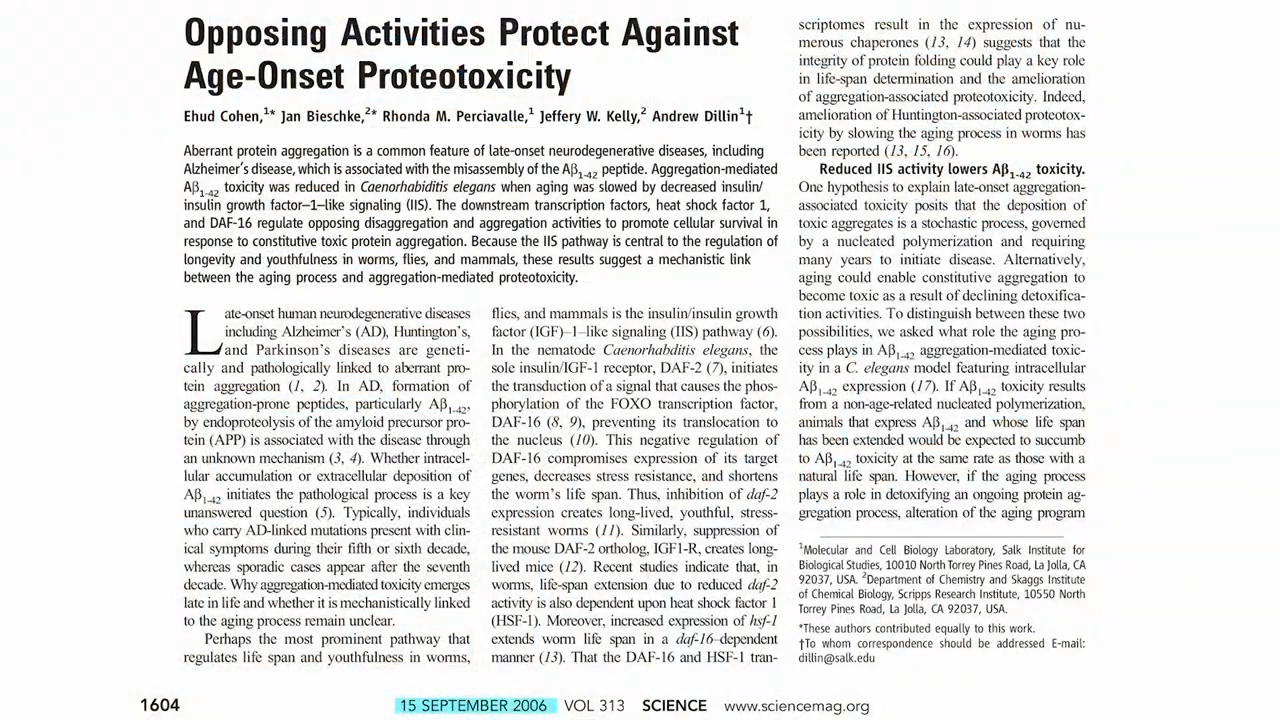 Opposing Activities Protect Against
Age-Onset Proteotoxicity
Ehud Cohen,1* Jan Bieschke,2* Rhonda M. Perciavalle,1 Jeffery W. Kelly,2 Andrew Dillin1†
Aberrant protein aggregation is a common feature of late-onset neurodegenerative diseases, including
Alzheimer's disease, which is associated with the misassembly of the Aβ1-42 peptide. Aggregation-mediated
Aβ1-42 toxicity was reduced in Caenorhabiditis elegans when aging was slowed by decreased insulin/
insulin growth factor–1–like signaling (IIS). The downstream transcription factors, heat shock factor 1,
and DAF-16 regulate opposing disaggregation and aggregation activities to promote cellular survival in
response to constitutive toxic protein aggregation. Because the IIS pathway is central to the regulation of
longevity and youthfulness in worms, flies, and mammals, these results suggest a mechanistic link
between the aging process and aggregation-mediated proteotoxicity.
Late-onset human neurodegenerative diseases
including Alzheimer's (AD), Huntington's,
and Parkinson's diseases are geneti-
cally and pathologically linked to aberrant pro-
tein aggregation (1, 2). In AD, formation of
aggregation-prone peptides, particularly Aβ1-42,
by endoproteolysis of the amyloid precursor pro-
tein (APP) is associated with the disease through
an unknown mechanism (3, 4). Whether intracel-
lular accumulation or extracellular deposition of
Aβ1-42 initiates the pathological process is a key
unanswered question (5). Typically, individuals
who carry AD-linked mutations present with clin-
ical symptoms during their fifth or sixth decade,
whereas sporadic cases appear after the seventh
decade. Why aggregation-mediated toxicity emerges
late in life and whether it is mechanistically linked
to the aging process remain unclear.
Perhaps the most prominent pathway that
regulates life span and youthfulness in worms,
flies, and mammals is the insulin/insulin growth
factor (IGF)–1–like signaling (IIS) pathway (6).
In the nematode Caenorhabditis elegans, the
sole insulin/IGF-1 receptor, DAF-2 (7), initiates
the transduction of a signal that causes the phos-
phorylation of the FOXO transcription factor,
DAF-16 (8, 9), preventing its translocation to
the nucleus (10). This negative regulation of
DAF-16 compromises expression of its target
genes, decreases stress resistance, and shortens
the worm's life span. Thus, inhibition of daf-2
expression creates long-lived, youthful, stress-
resistant worms (11). Similarly, suppression of
the mouse DAF-2 ortholog, IGF1-R, creates long-
lived mice (12). Recent studies indicate that, in
worms, life-span extension due to reduced daf-2
activity is also dependent upon heat shock factor 1
(HSF-1). Moreover, increased expression of hsf-1
extends worm life span in a daf-16–dependent
manner (13). That the DAF-16 and HSF-1 tran-
scriptomes result in the expression of nu-
merous chaperones (13, 14) suggests that the
integrity of protein folding could play a key role
in life-span determination and the amelioration
of aggregation-associated proteotoxicity. Indeed,
amelioration of Huntington-associated proteotox-
icity by slowing the aging process in worms has
been reported (13, 15, 16).
Reduced IIS activity lowers Aβ1-42 toxicity.
One hypothesis to explain late-onset aggregation-
associated toxicity posits that the deposition of
toxic aggregates is a stochastic process, governed
by a nucleated polymerization and requiring
many years to initiate disease. Alternatively,
aging could enable constitutive aggregation to
become toxic as a result of declining detoxifica-
tion activities. To distinguish between these two
possibilities, we asked what role the aging pro-
cess plays in Aβ1-42 aggregation-mediated toxic-
ity in a C. elegans model featuring intracellular
Aβ1-42 expression (17). If Aβ1-42 toxicity results
from a non-age-related nucleated polymerization,
animals that express Aβ1-42 and whose life span
has been extended would be expected to succumb
to Aβ1-42 toxicity at the same rate as those with a
natural life span. However, if the aging process
plays a role in detoxifying an ongoing protein ag-
gregation process, alteration of the aging program
1Molecular and Cell Biology Laboratory, Salk Institute for
Biological Studies, 10010 North Torrey Pines Road, La Jolla, CA
92037, USA. 2Department of Chemistry and Skaggs Institute
of Chemical Biology, Scripps Research Institute, 10550 North
Torrey Pines Road, La Jolla, CA 92037, USA.
*These authors contributed equally to this work.
†To whom correspondence should be addressed E-mail:
dillin@salk.edu
1604 15 SEPTEMBER 2006 VOL 313 SCIENCE www.sciencemag.org